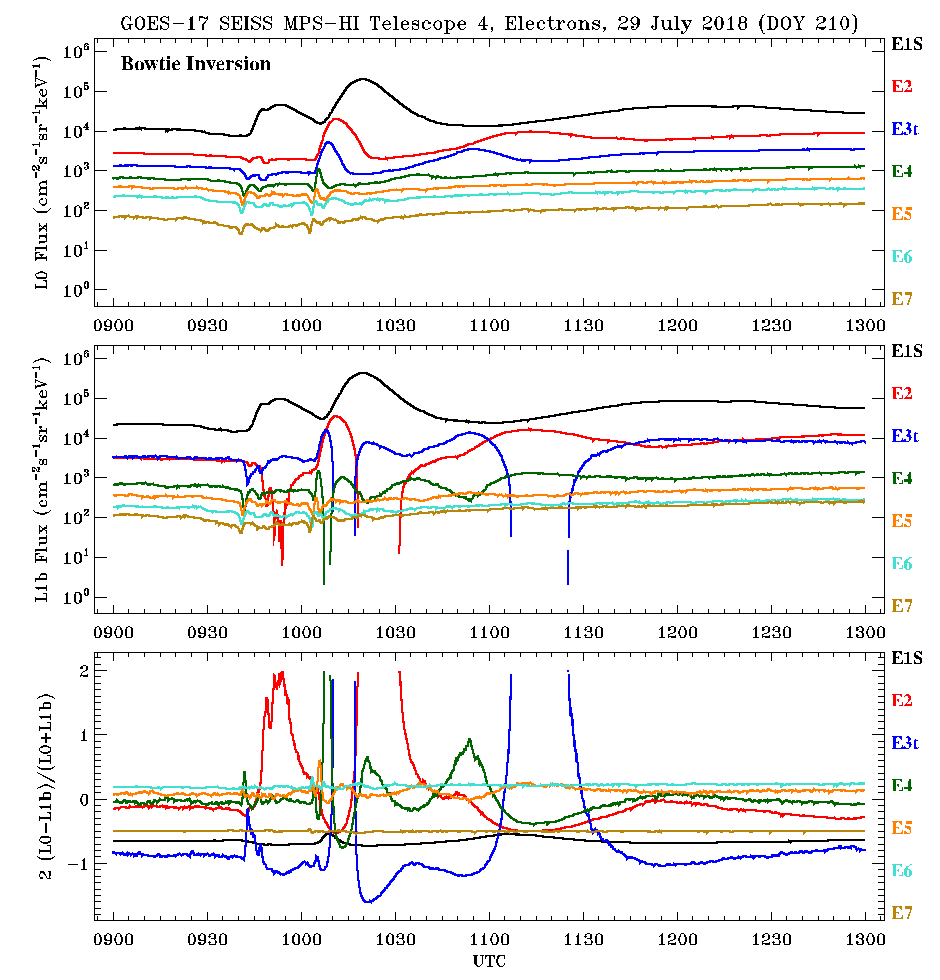 GOES-17 SEISS MPS-HI Telescope 4, Electrons, 29 July 2018 (DOY 210)
Bowtie Inversion
L0 Flux (cm⁻²s⁻¹sr⁻¹keV⁻¹)
10⁶
10⁵
10⁴
10³
10²
10¹
10⁰
0900 0930 1000 1030 1100 1130 1200 1230 1300
E1S
E2
E3t
E4
E5
E6
E7
L1b Flux (cm⁻²s⁻¹sr⁻¹keV⁻¹)
10⁶
10⁵
10⁴
10³
10²
10¹
10⁰
0900 0930 1000 1030 1100 1130 1200 1230 1300
E1S
E2
E3t
E4
E5
E6
E7
2 (L0-L1b)/(L0+L1b)
2
1
0
-1
0900 0930 1000 1030 1100 1130 1200 1230 1300
UTC
E1S
E2
E3t
E4
E5
E6
E7